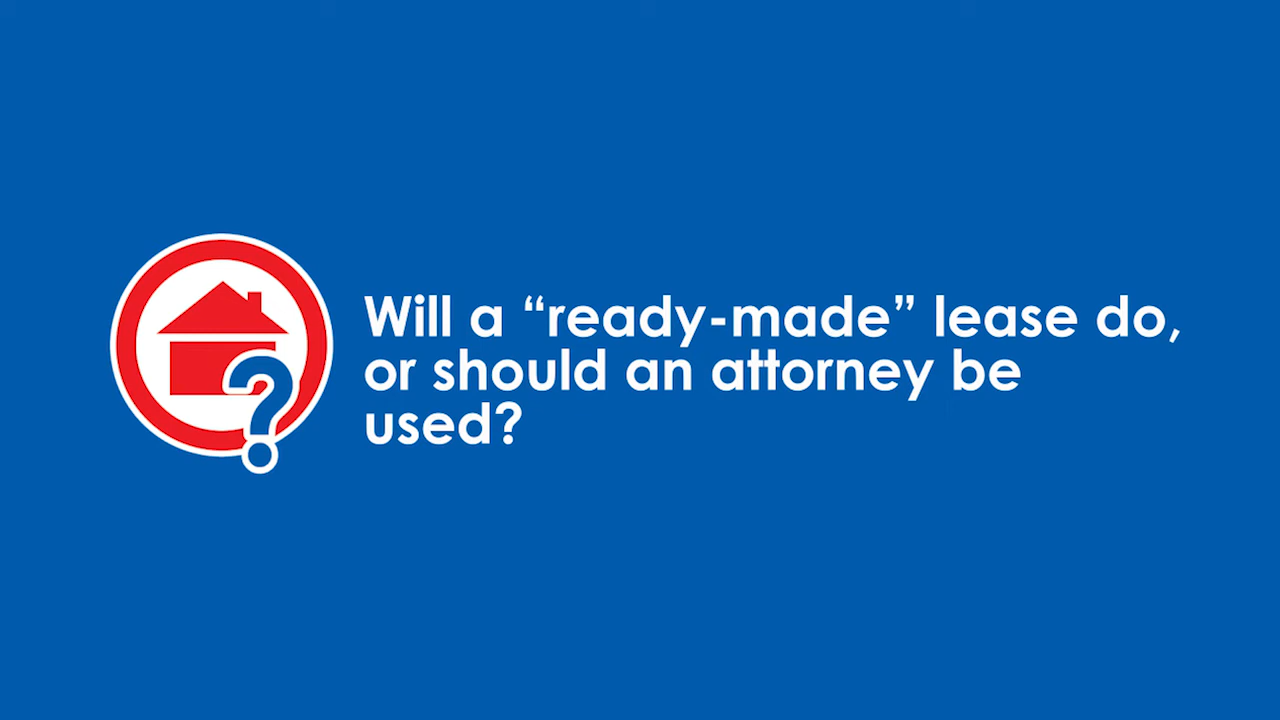 Will a “ready-made” lease do,
or should an attorney be
used?